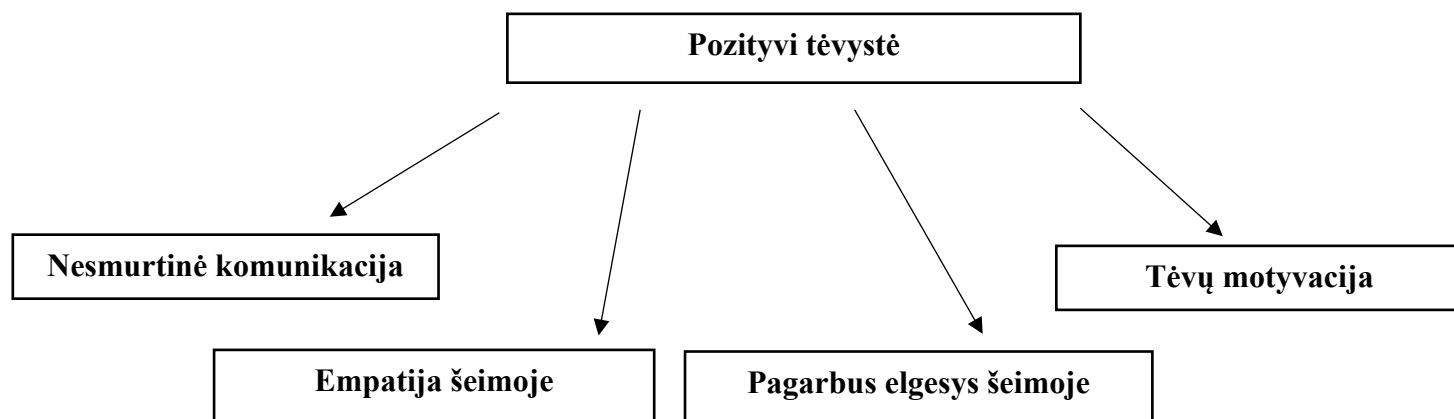 Pozityvi tėvystė
Nesmurtinė komunikacija
Tėvų motyvacija
Empatija šeimoje
Pagarbus elgesys šeimoje